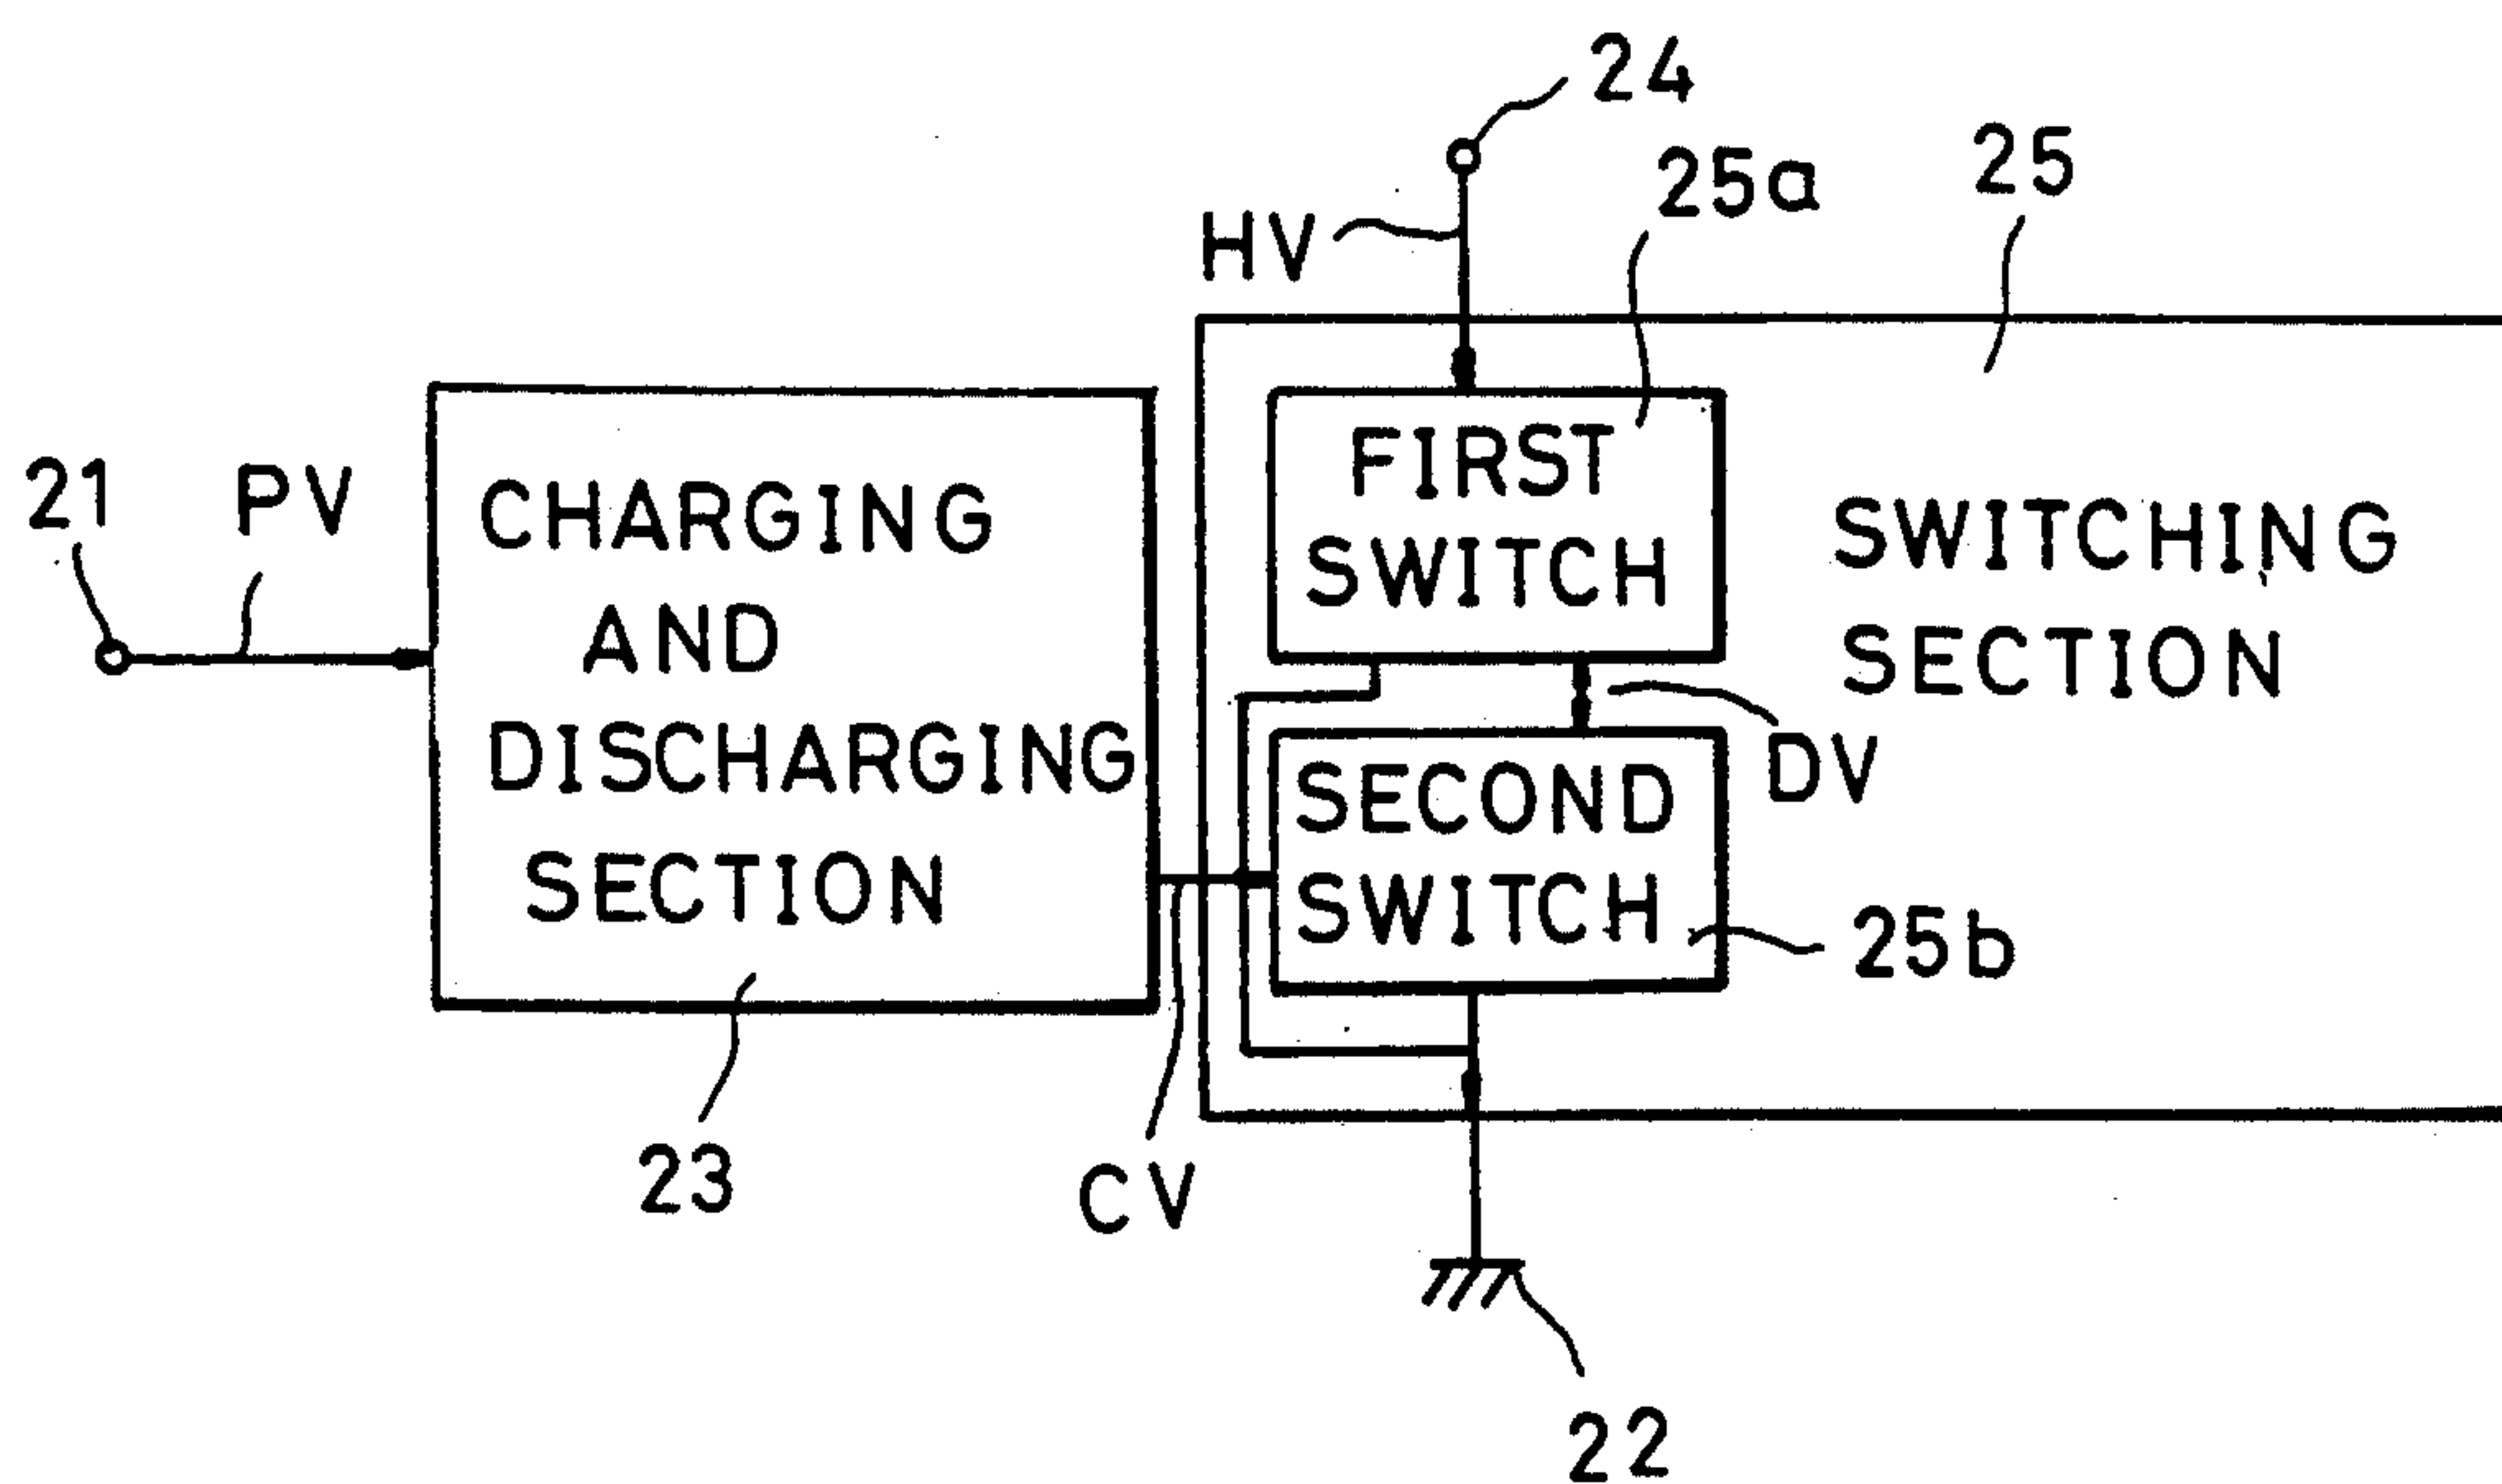 24
25a
25
HV
21
PV
CHARGING
AND
DISCHARGING
SECTION
FIRST
SWITCH
SWITCHING
SECTION
DV
SECOND
SWITCH
25b
23
CV
22